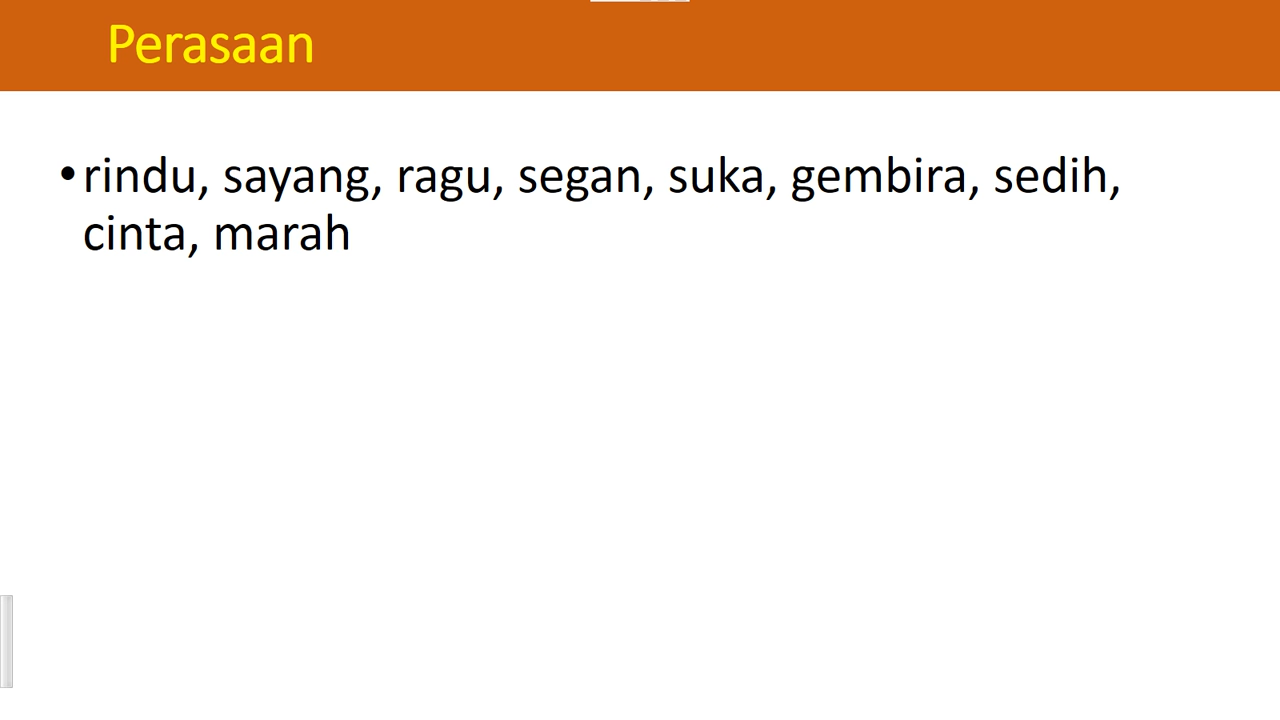 Perasaan
•rindu, sayang, ragu, segan, suka, gembira, sedih,
cinta, marah